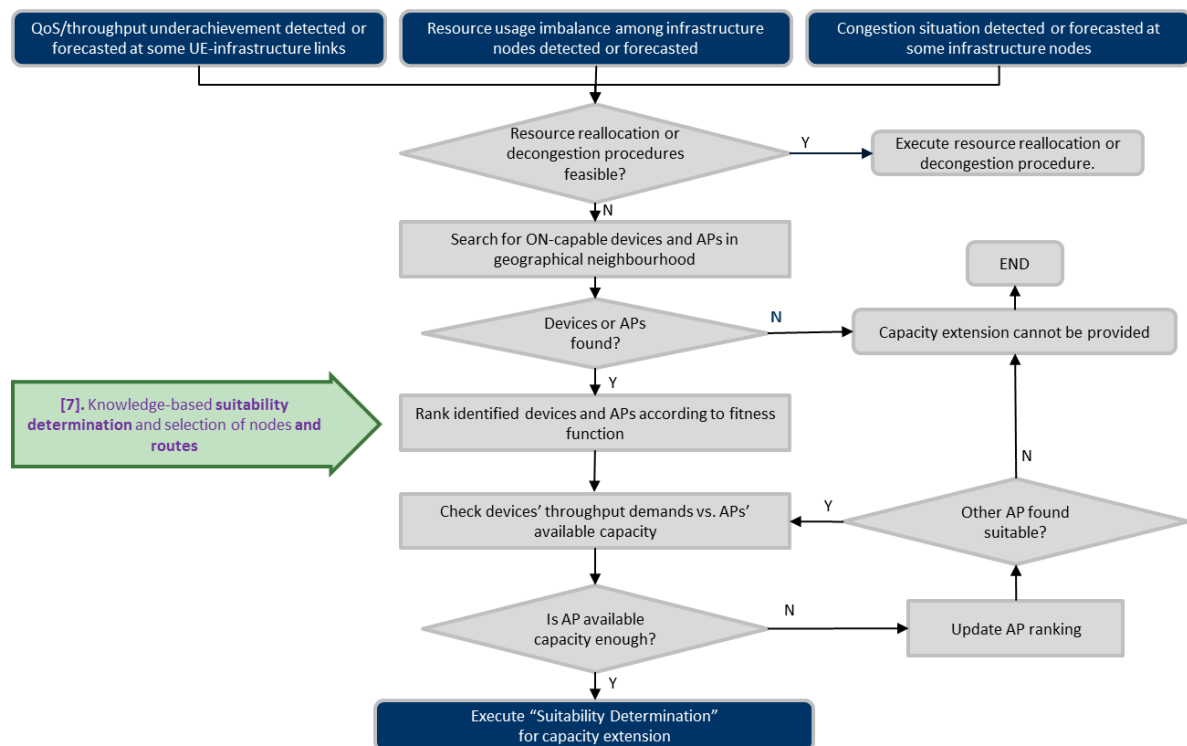 QoS/throughput underachievement detected or
forecasted at some UE-infrastructure links
Resource usage imbalance among infrastructure
nodes detected or forecasted
Congestion situation detected or forecasted at
some infrastructure nodes
Resource reallocation or
decongestion procedures
feasible?
Y
Execute resource reallocation or
decongestion procedure.
N
Search for ON-capable devices and APs in
geographical neighbourhood
END
Devices or APs
found?
N
Capacity extension cannot be provided
Y
[7]. Knowledge-based suitability
determination and selection of nodes and
routes
Rank identified devices and APs according to fitness
function
N
Check devices’ throughput demands vs. APs’
available capacity
Y
Other AP found
suitable?
Is AP available
capacity enough?
N
Update AP ranking
Y
Execute “Suitability Determination”
for capacity extension